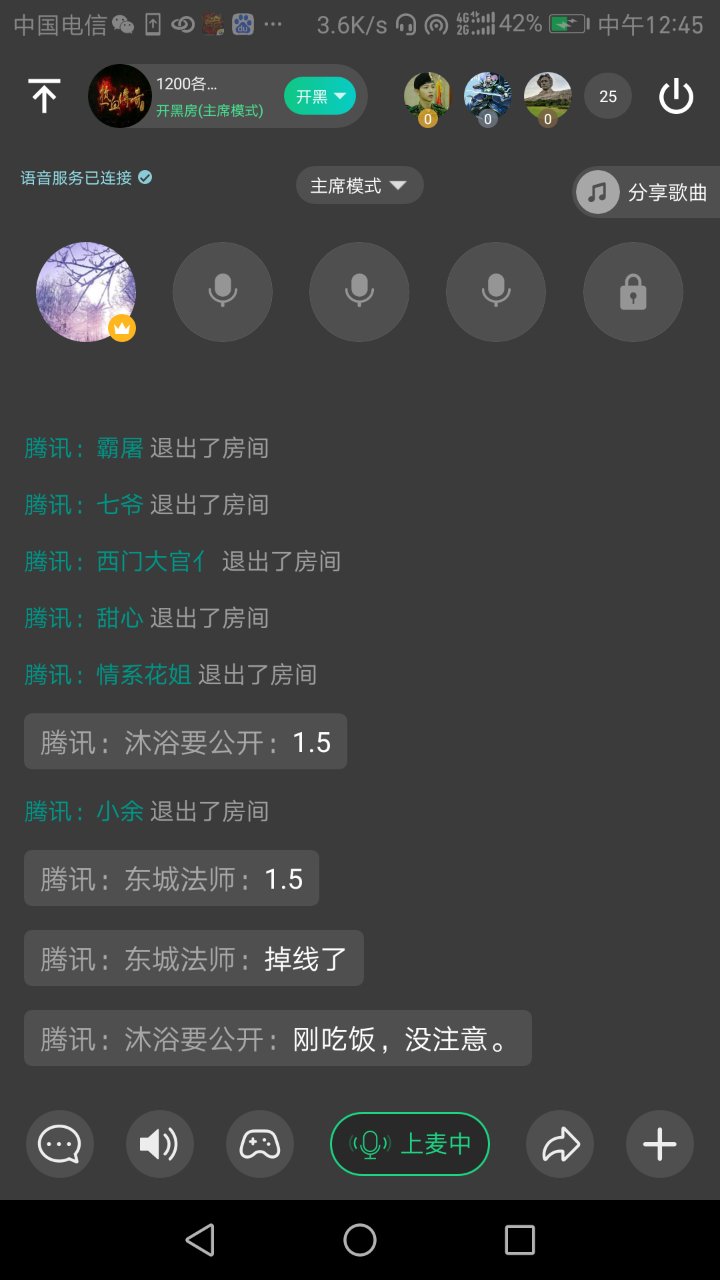 中国电信 3.6K/s 4G 2G 42% 中午12:45
1200各...
开黑房(主席模式)
开黑
0 0 0
25
语音服务已连接
主席模式
分享歌曲
腾讯：霸屠 退出了房间
腾讯：七爷 退出了房间
腾讯：西门大官亻 退出了房间
腾讯：甜心 退出了房间
腾讯：情系花姐 退出了房间
腾讯：沐浴要公开：1.5
腾讯：小余 退出了房间
腾讯：东城法师：1.5
腾讯：东城法师：掉线了
腾讯：沐浴要公开：刚吃饭，没注意。
上麦中